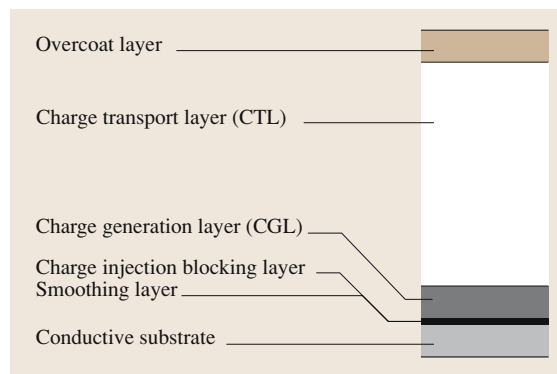 Overcoat layer
Charge transport layer (CTL)
Charge generation layer (CGL)
Charge injection blocking layer
Smoothing layer
Conductive substrate